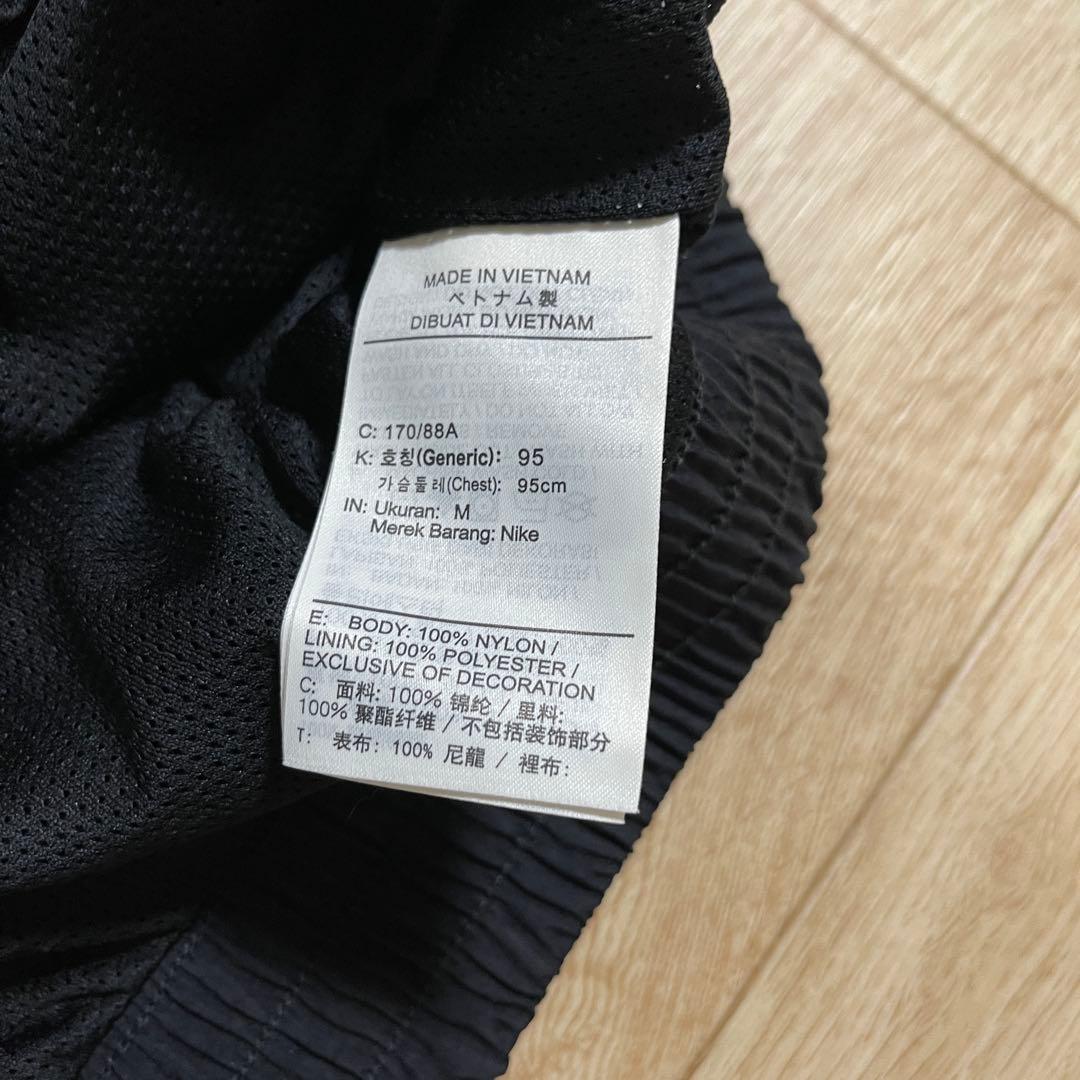 MADE IN VIETNAM
ベトナム製
DIBUAT DI VIETNAM
C: 170/88A
K: 호칭(Generic): 95
가슴둘레(Chest): 95cm
IN: Ukuran: M
Merek Barang: Nike
E: BODY: 100% NYLON /
LINING: 100% POLYESTER /
EXCLUSIVE OF DECORATION
C: 面料: 100% 锦纶 / 里料:
100% 聚酯纤维 / 不包括装饰部分
T: 表布: 100% 尼龍 / 裡布: